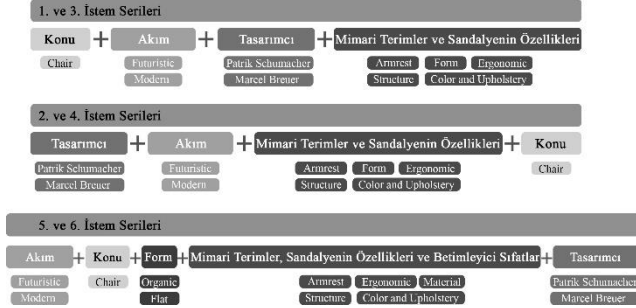 1. ve 3. İstem Serileri
Konu + Akım + Tasarımcı + Mimari Terimler ve Sandalyenin Özellikleri
Chair Futuristic Patrik Schumacher Armrest Form Ergonomic
Modern Marcel Breuer Structure Color and Upholstery
2. ve 4. İstem Serileri
Tasarımcı + Akım + Mimari Terimler ve Sandalyenin Özellikleri + Konu
Patrik Schumacher Futuristic Armrest Form Ergonomic Chair
Marcel Breuer Modern Structure Color and Upholstery
5. ve 6. İstem Serileri
Akım + Konu + Form + Mimari Terimler, Sandalyenin Özellikleri ve Betimleyici Sıfatlar + Tasarımcı
Futuristic Chair Organic Armrest Ergonomic Material Patrik Schumacher
Modern Flat Structure Color and Upholstery Marcel Breuer